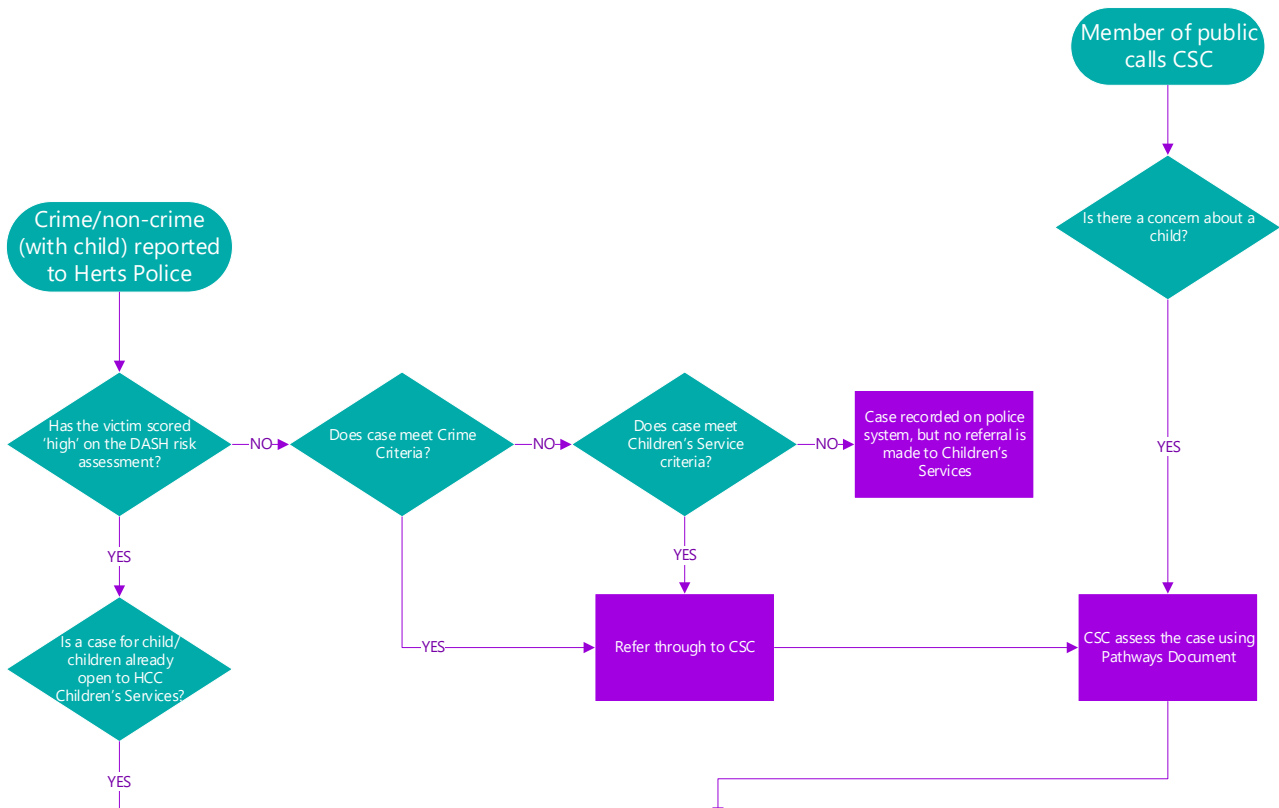 Member of public
calls CSC
Is there a concern about a
child?
YES
Crime/non-crime
(with child) reported
to Herts Police
Has the victim scored
‘high’ on the DASH risk
assessment?
NO
Does case meet Crime
Criteria?
NO
Does case meet
Children’s Service
criteria?
NO
Case recorded on police
system, but no referral is
made to Children’s
Services
YES
YES
YES
Is a case for child/
children already
open to HCC
Children’s Services?
Refer through to CSC
CSC assess the case using
Pathways Document
YES